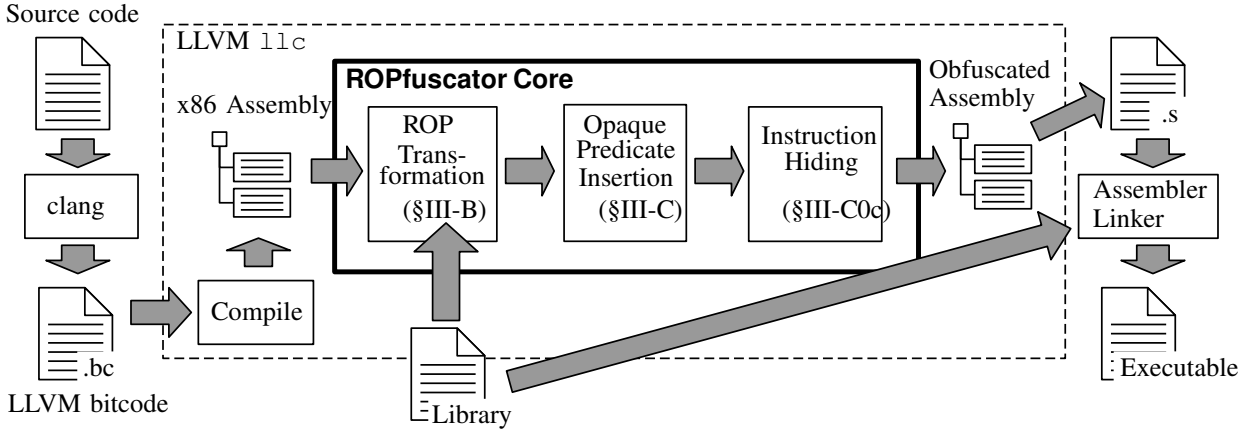 Source code
LLVM llc
ROPfuscator Core
x86 Assembly
Obfuscated
Assembly
ROP
Trans-
formation
(§III-B)
Opaque
Predicate
Insertion
(§III-C)
Instruction
Hiding
(§III-C0c)
.s
clang
Assembler
Linker
Compile
.bc
LLVM bitcode
Library
Executable